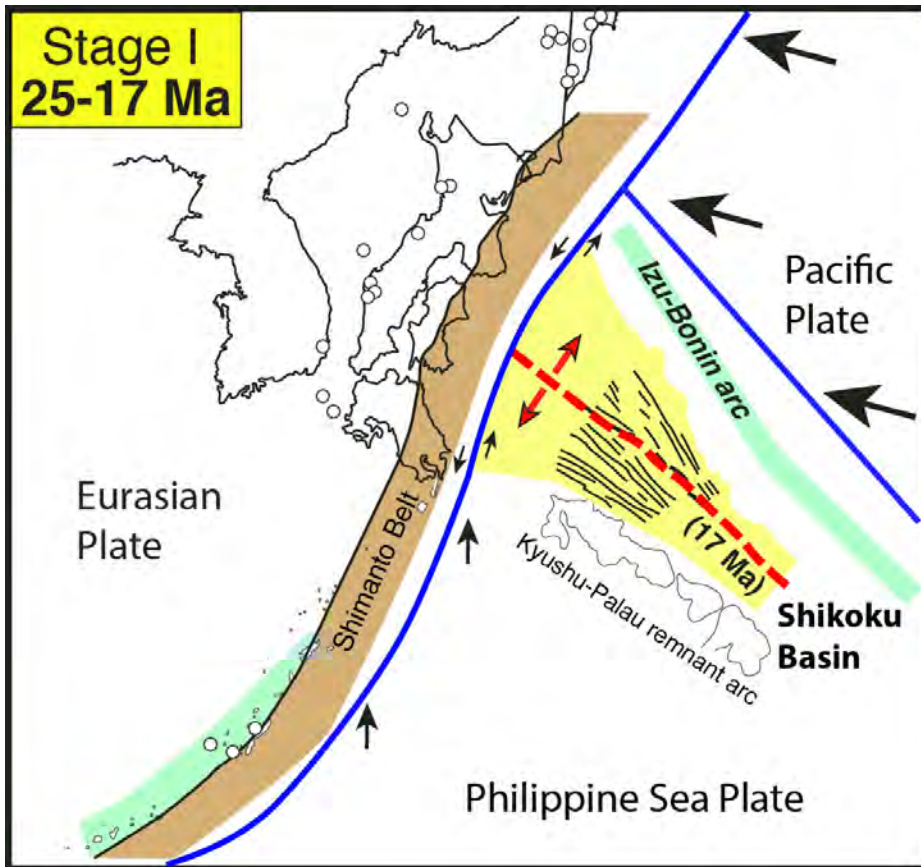 Stage I
25-17 Ma
Pacific
Plate
Izu-Bonin arc
Eurasian
Plate
Shimanto Belt
(17 Ma)
Kyushu-Palau remnant arc
Shikoku
Basin
Philippine Sea Plate